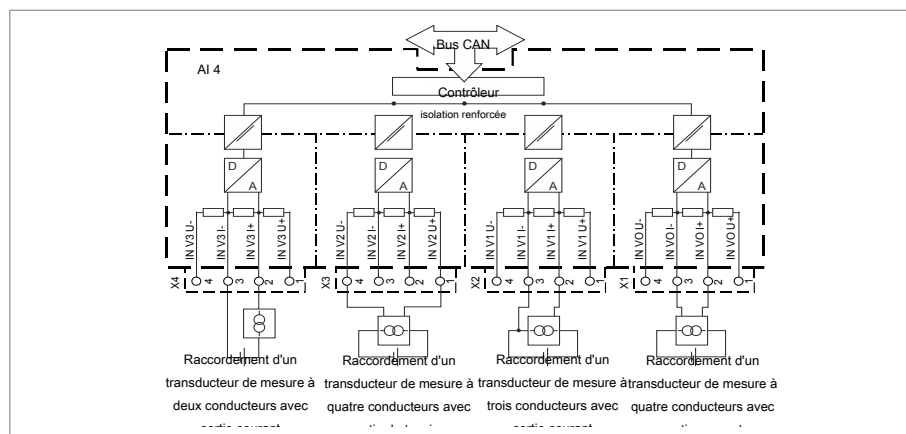 Bus CAN
AI 4
Contrôleur
isolation renforcée
D
A
D
A
D
A
D
A
IN V3 U-
IN V3 I-
IN V3 I+
IN V3 U+
IN V2 U-
IN V2 I-
IN V2 I+
IN V2 U+
IN V1 U-
IN V1 I-
IN V1 I+
IN V1 U+
IN VO U-
IN VO I-
IN VO I+
IN VO U+
X4
4
3
2
1
X3
4
3
2
1
X2
4
3
2
1
X1
4
3
2
1
Raccordement d'un
transducteur de mesure à
deux conducteurs avec
Raccordement d'un
transducteur de mesure à
quatre conducteurs avec
Raccordement d'un
transducteur de mesure à
trois conducteurs avec
Raccordement d'un
transducteur de mesure à
quatre conducteurs avec